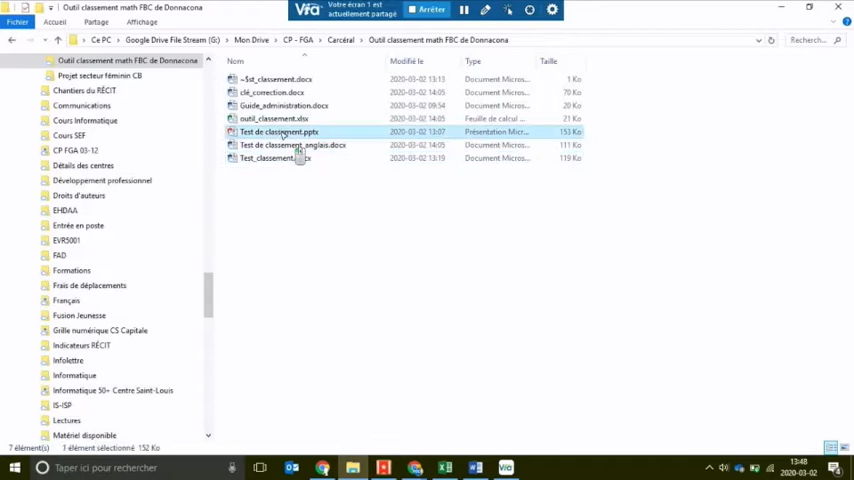 Outil classement math FBC de Donnacona
Votre écran 1 est
actuellement partagé
Arrêter
Fichier Accueil Partage Affichage
Ce PC Google Drive File Stream (G:) Mon Drive CP - FGA Carcéral Outil classement math FBC de Donnacona
Recherch...
Nom Modifié le Type Taille
Outil classement math FBC de Donnacona
Projet secteur féminin CB
Chantiers du RÉCIT
Communications
Cours Informatique
Cours SEF
CP FGA 03-12
Détails des centres
Développement professionnel
Droits d'auteurs
EHDAA
Entrée en poste
EVR5001
FAD
Formations
Frais de déplacements
Français
Fusion Jeunesse
Grille numérique CS Capitale
Indicateurs RÉCIT
Infolettre
Informatique
Informatique 50+ Centre Saint-Louis
IS-ISP
Lectures
Matériel disponible
~$st_classement.docx 2020-03-02 13:13 Document Micros... 1 Ko
clé_correction.docx 2020-03-02 14:05 Document Micros... 70 Ko
Guide_administration.docx 2020-03-02 09:54 Document Micros... 20 Ko
outil_classement.xlsx 2020-03-02 14:05 Feuille de calcul ... 118 Ko
Test de classement.pptx 2020-03-02 13:07 Présentation Micr... 153 Ko
Test de classement_anglais.docx 2020-03-02 14:05 Document Micros... 111 Ko
2020-03-02 13:19 Document Micros... 119 Ko
7 élément(s) 1 élément sélectionné 152 Ko
Taper ici pour rechercher
13:48
2020-03-02